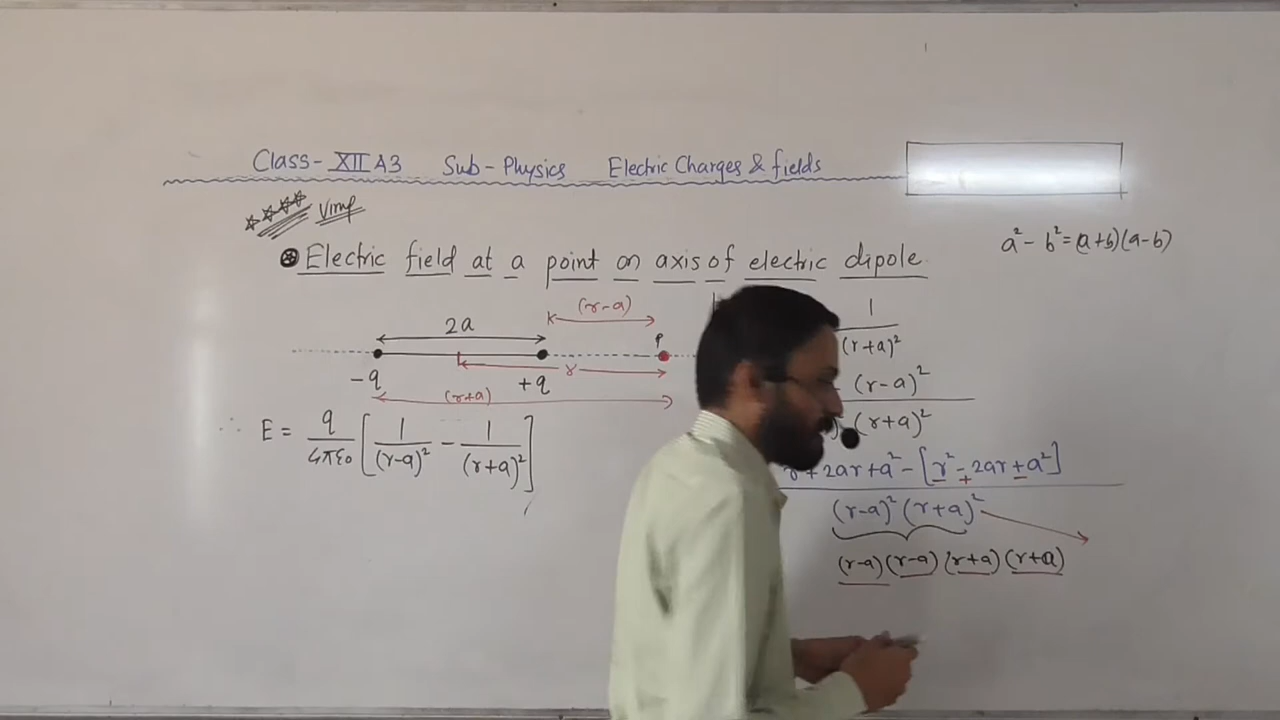 Class- XII A3 Sub- Physics Electric Charges & fields
Vimp
Electric field at a point on axis of electric dipole.
a² - b² = (a+b)(a-b)
2a
(r-a)
P
-q
+q
r
(r+a)
∴ E = q/4πε₀ [1/(r-a)² - 1/(r+a)²]
1/(r+a)²
(r-a)²
(r+a)²
+ 2ar + a² - [r² - 2ar + a²]
+
(r-a)² (r+a)²
(r-a)(r-a)(r+a)(r+a)